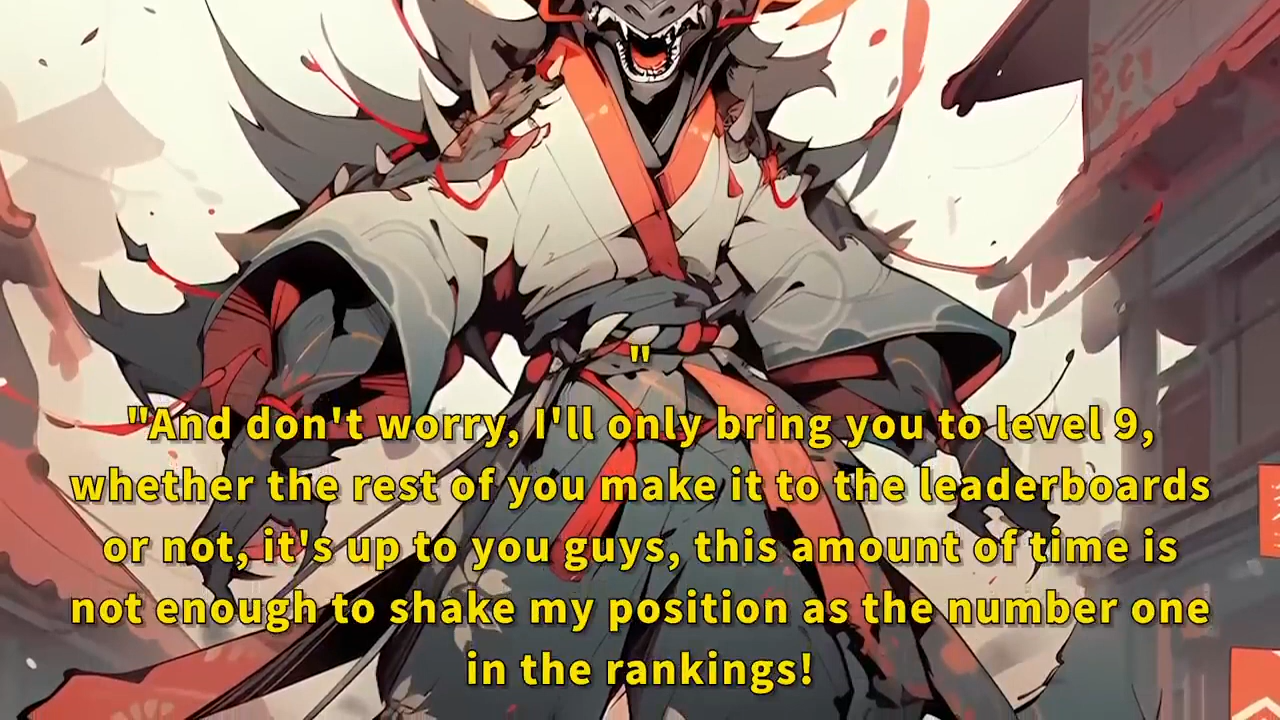 "
"And don't worry, I'll only bring you to level 9,
whether the rest of you make it to the leaderboards
or not, it's up to you guys, this amount of time is
not enough to shake my position as the number one
in the rankings!